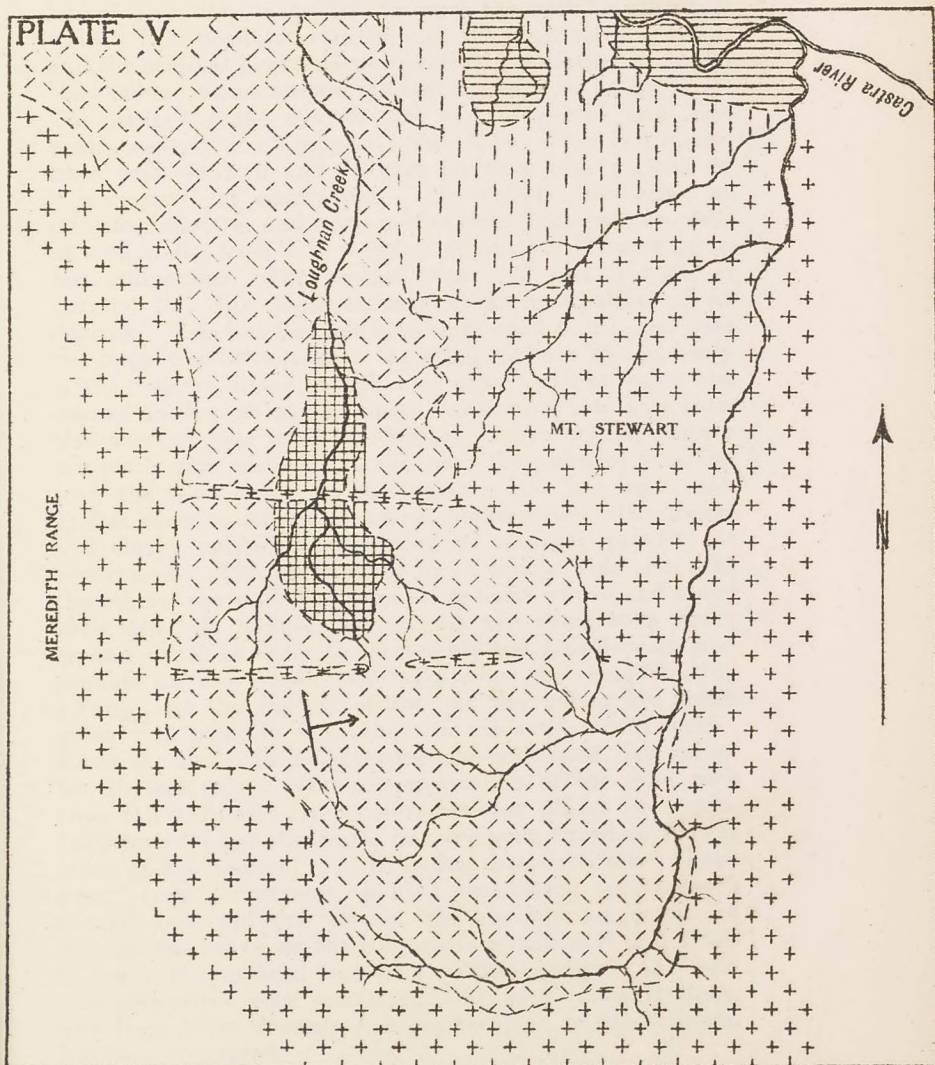 PLATE V
Castra River
Loughnan Creek
MT. STEWART
MEREDITH RANGE
N